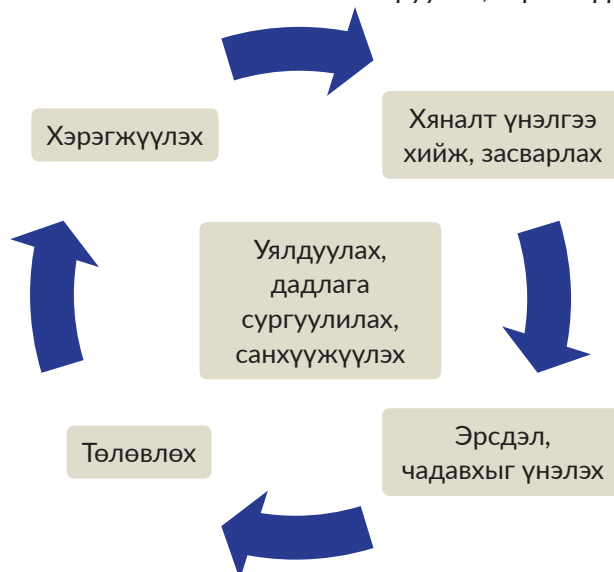 Хэрэгжүүлэх
Хяналт үнэлгээ
хийж, засварлах
Уялдуулах,
дадлага
сургуулилах,
санхүүжүүлэх
Төлөвлөх
Эрсдэл,
чадавхыг үнэлэх